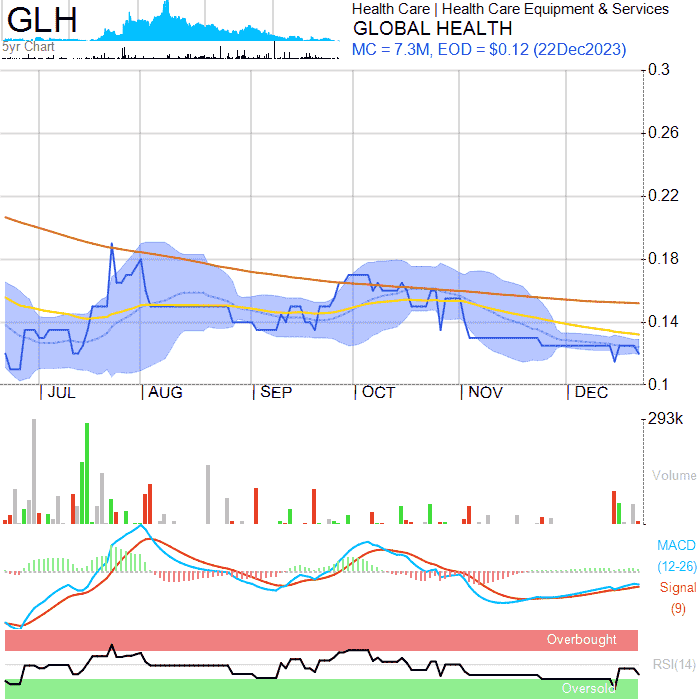 GLH
5yr Chart
Health Care | Health Care Equipment & Services
GLOBAL HEALTH
MC = 7.3M, EOD = $0.12 (22Dec2023)
0.3
0.26
0.22
0.18
0.14
0.1
JUL
AUG
SEP
OCT
NOV
DEC
293k
Volume
MACD
(12-26)
Signal
(9)
Overbought
RSI(14)
Oversold